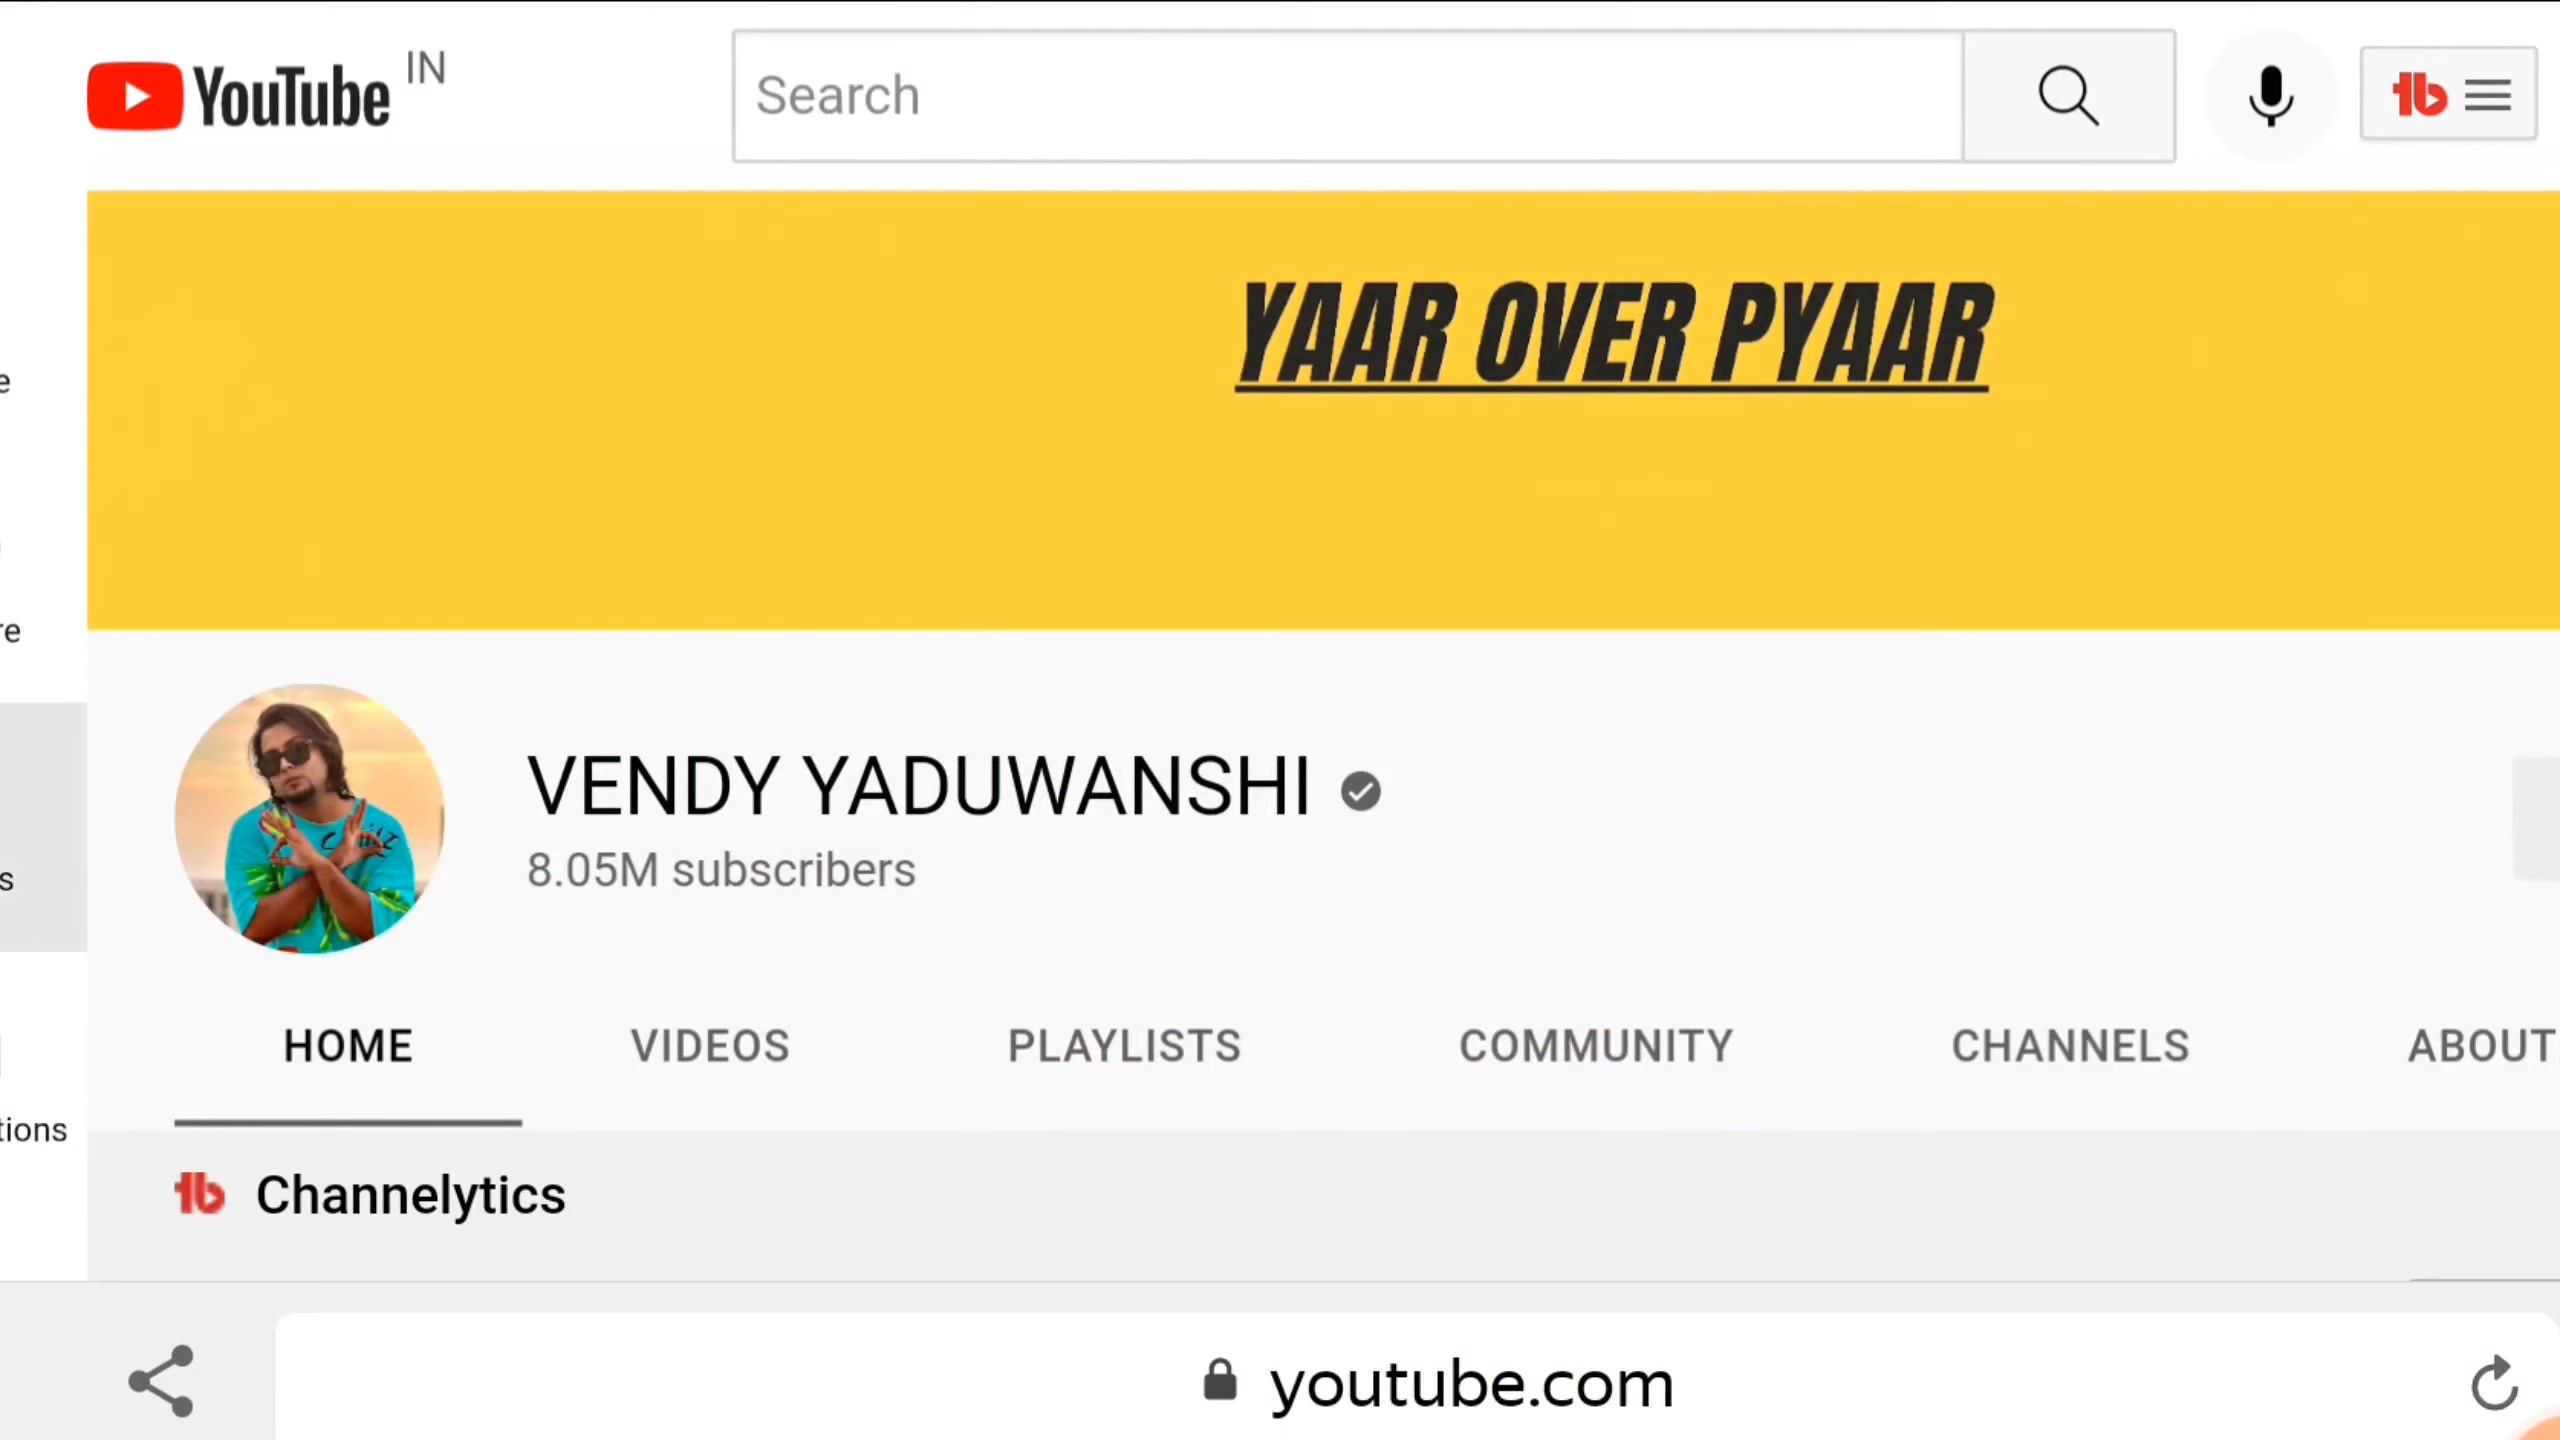 YouTube IN
Search
YAAR OVER PYAAR
VENDY YADUWANSHI
8.05M subscribers
HOME VIDEOS PLAYLISTS COMMUNITY CHANNELS ABOUT
tb Channelytics
youtube.com